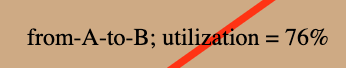 from-A-to-B; utilization = 76%